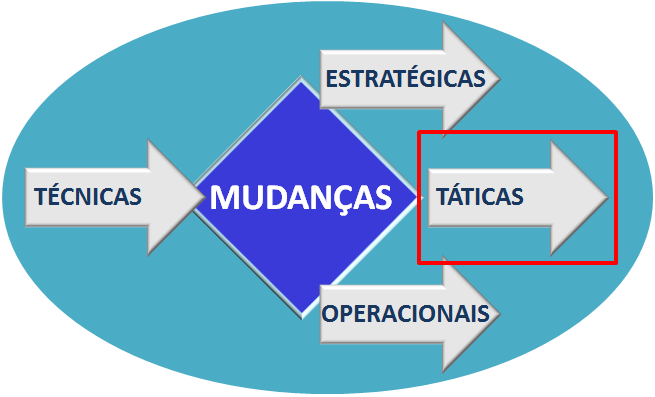 ESTRATÉGICAS
TÉCNICAS
MUDANÇAS
TÁTICAS
OPERACIONAIS